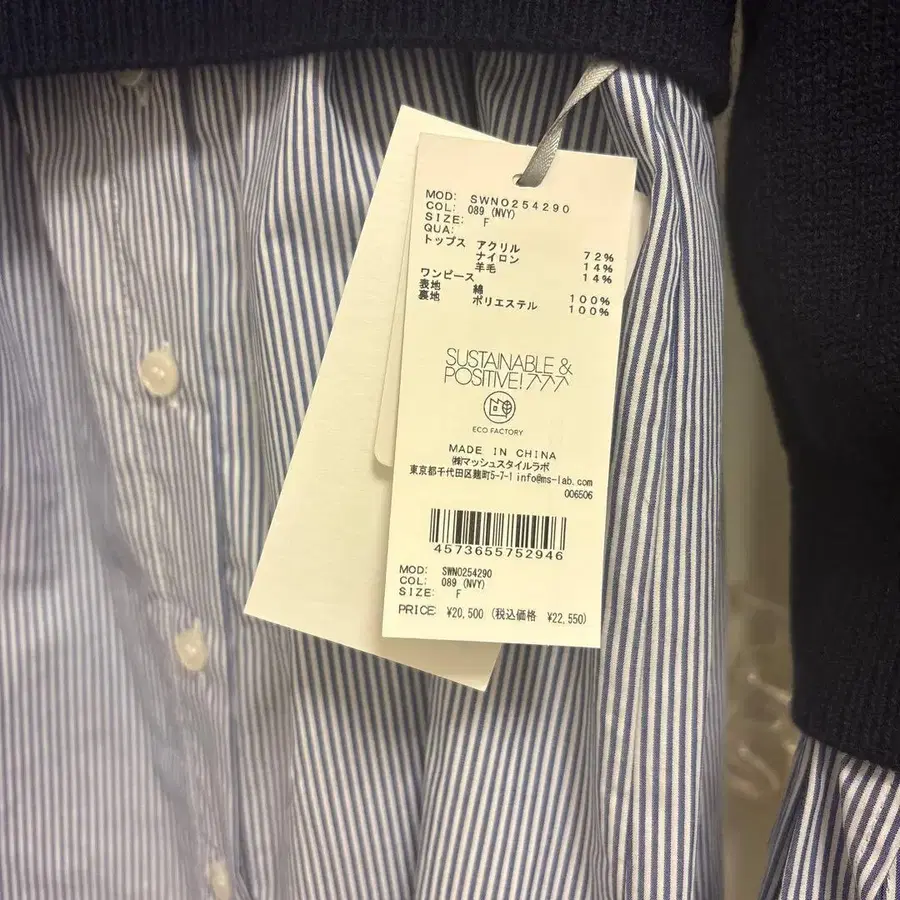 MOD: SWNO254290
COL: 089 (NVY)
SIZE: F
QUA:
トップス アクリル 72%
ナイロン 14%
羊毛 14%
ワンピース
表地 綿 100%
裏地 ポリエステル 100%
SUSTAINABLE &
POSITIVE! 777
ECO FACTORY
MADE IN CHINA
㈱マッシュスタイルラボ
東京都千代田区麹町5-7-1 info@ms-lab.com
006506
4573655752946
MOD: SWNO254290
COL: 089 (NVY)
SIZE: F
PRICE: ¥20,500 (税込価格 ¥22,550)